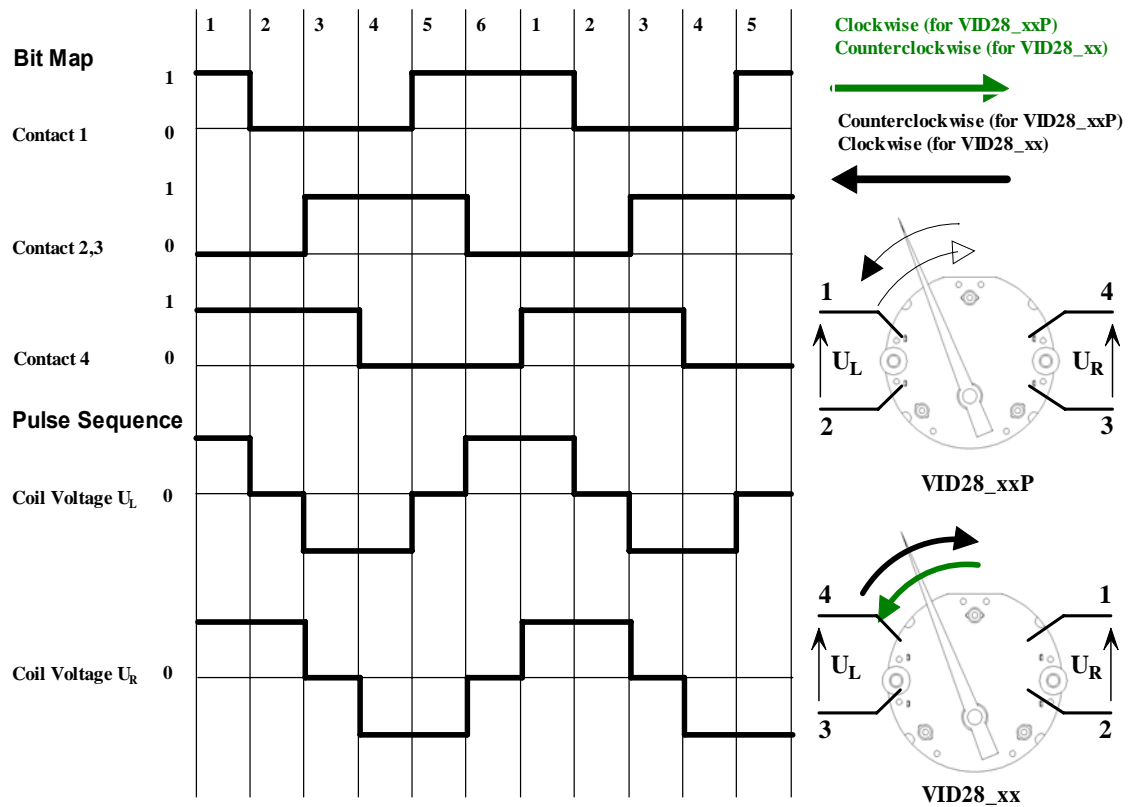 1 2 3 4 5 6 1 2 3 4 5
Bit Map
1
Contact 1 0
1
Contact 2,3 0
1
Contact 4 0
Pulse Sequence
Coil Voltage UL 0
Coil Voltage UR 0
Clockwise (for VID28_xxP)
Counterclockwise (for VID28_xx)
Counterclockwise (for VID28_xxP)
Clockwise (for VID28_xx)
1 4
UL UR
2 3
VID28_xxP
4 1
UL UR
3 2
VID28_xx